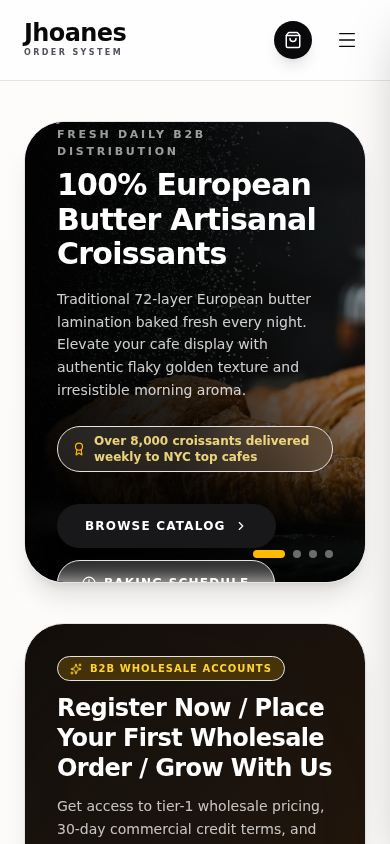 Jhoanes
ORDER SYSTEM
FRESH DAILY B2B
DISTRIBUTION
100% European
Butter Artisanal
Croissants
Traditional 72-layer European butter
lamination baked fresh every night.
Elevate your cafe display with
authentic flaky golden texture and
irresistible morning aroma.
Over 8,000 croissants delivered
weekly to NYC top cafes
BROWSE CATALOG
BAKING SCHEDULE
B2B WHOLESALE ACCOUNTS
Register Now / Place
Your First Wholesale
Order / Grow With Us
Get access to tier-1 wholesale pricing,
30-day commercial credit terms, and